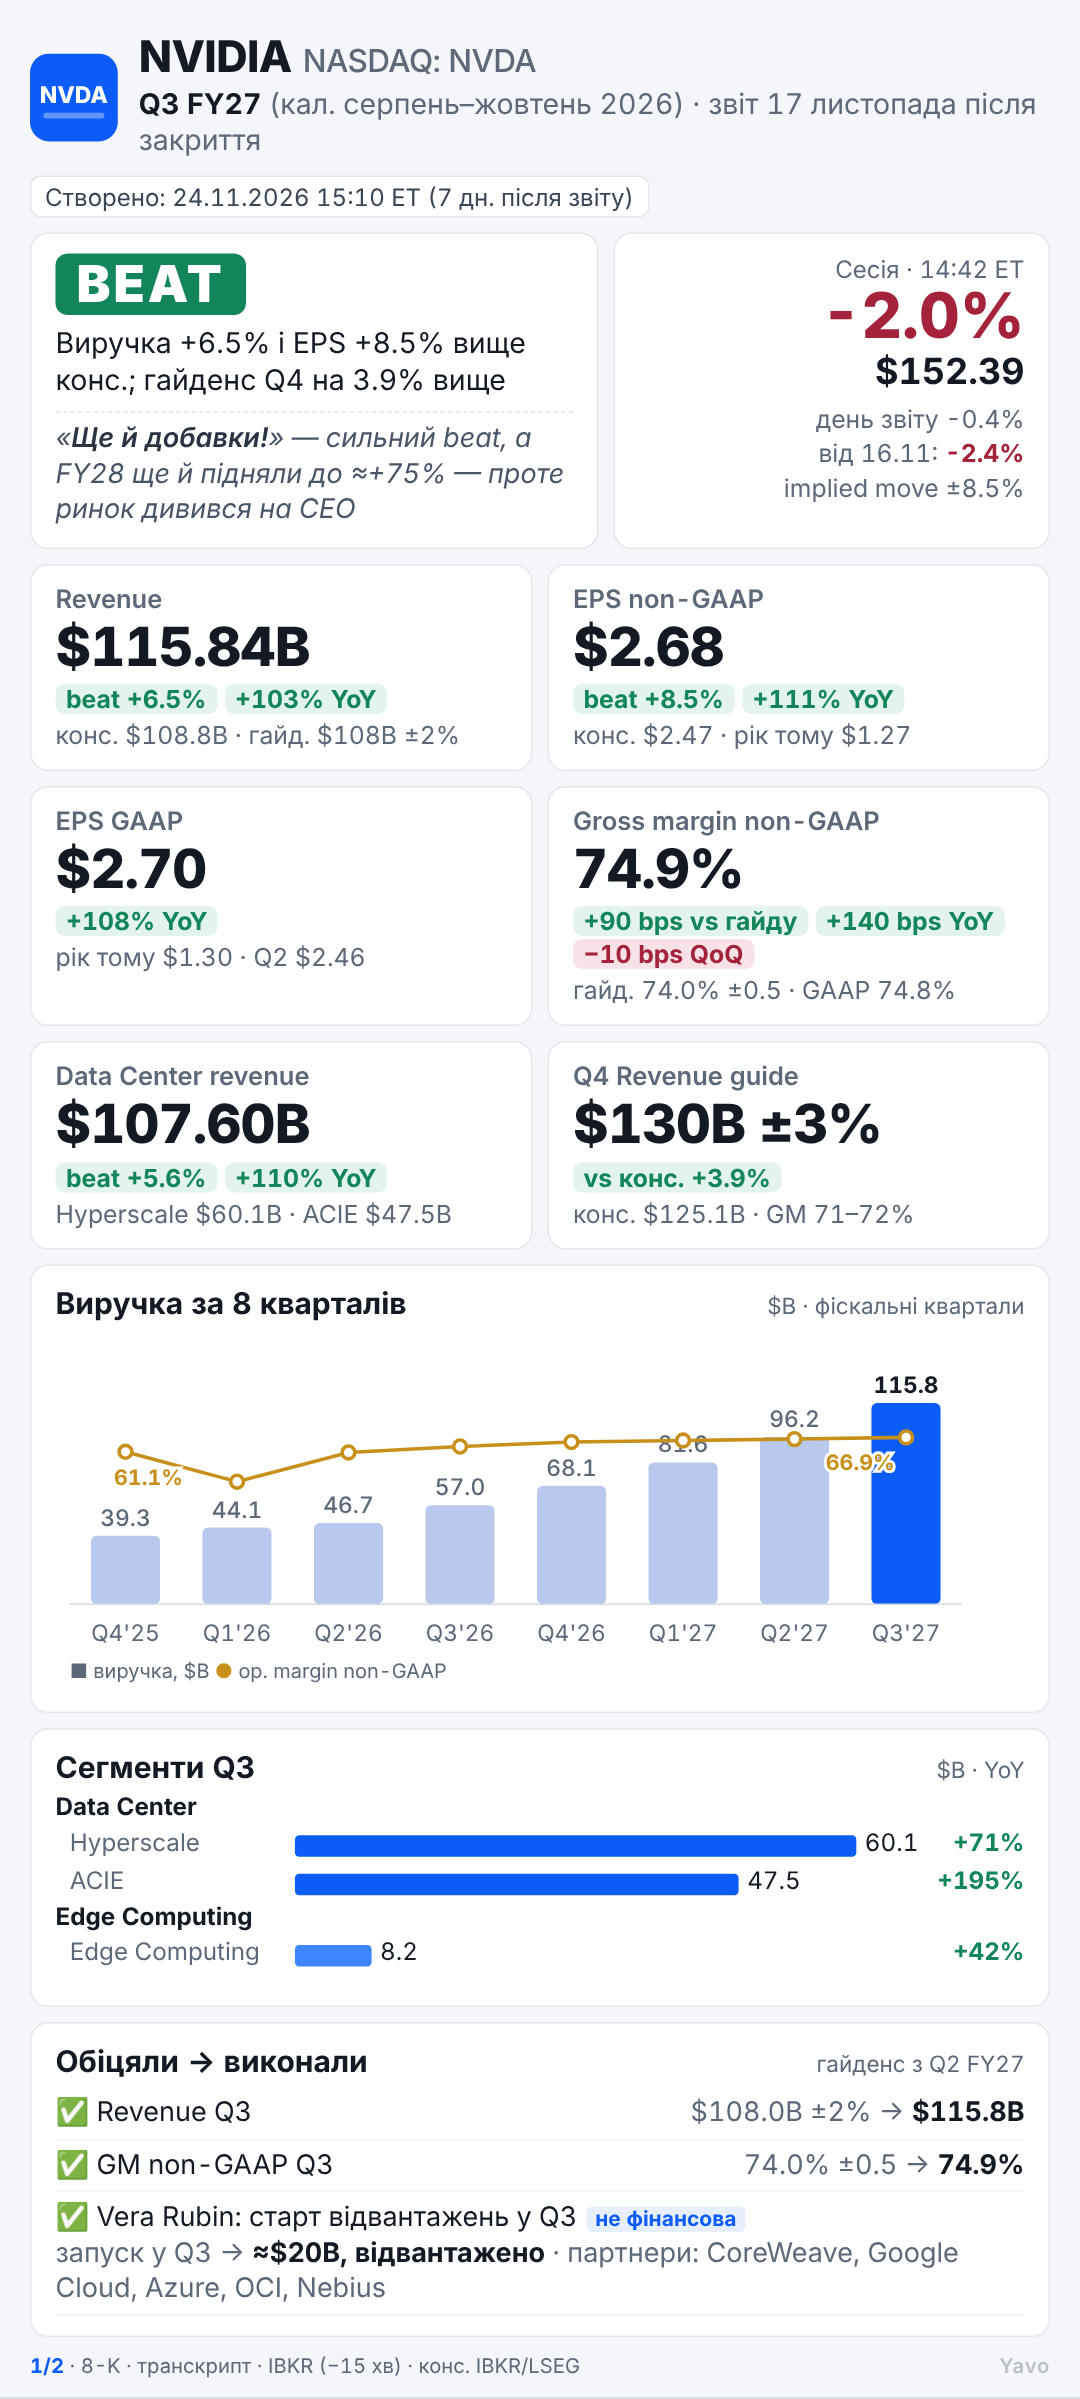 NVDA
NVIDIA NASDAQ: NVDA
Q3 FY27 (кал. серпень–жовтень 2026) · звіт 17 листопада після
закриття
Створено: 24.11.2026 15:10 ET (7 дн. після звіту)
BEAT
Виручка +6.5% і EPS +8.5% вище
конс.; гайденс Q4 на 3.9% вище
«Ще й добавки!» — сильний beat, а
FY28 ще й підняли до ≈+75% — проте
ринок дивився на CEO
Сесія · 14:42 ET
-2.0%
$152.39
день звіту -0.4%
від 16.11: -2.4%
implied move ±8.5%
Revenue
$115.84B
beat +6.5% +103% YoY
конс. $108.8B · гайд. $108B ±2%
EPS non-GAAP
$2.68
beat +8.5% +111% YoY
конс. $2.47 · рік тому $1.27
EPS GAAP
$2.70
+108% YoY
рік тому $1.30 · Q2 $2.46
Gross margin non-GAAP
74.9%
+90 bps vs гайду +140 bps YoY
−10 bps QoQ
гайд. 74.0% ±0.5 · GAAP 74.8%
Data Center revenue
$107.60B
beat +5.6% +110% YoY
Hyperscale $60.1B · ACIE $47.5B
Q4 Revenue guide
$130B ±3%
vs конс. +3.9%
конс. $125.1B · GM 71–72%
Виручка за 8 кварталів $B · фіскальні квартали
115.8
96.2
81.6
66.9%
68.1
61.1%
57.0
46.7
44.1
39.3
Q4'25 Q1'26 Q2'26 Q3'26 Q4'26 Q1'27 Q2'27 Q3'27
виручка, $B op. margin non-GAAP
Сегменти Q3 $B · YoY
Data Center
Hyperscale 60.1 +71%
ACIE 47.5 +195%
Edge Computing
Edge Computing 8.2 +42%
Обіцяли → виконали гайденс з Q2 FY27
✅ Revenue Q3 $108.0B ±2% → $115.8B
✅ GM non-GAAP Q3 74.0% ±0.5 → 74.9%
✅ Vera Rubin: старт відвантажень у Q3 не фінансова
запуск у Q3 → ≈$20B, відвантажено · партнери: CoreWeave, Google
Cloud, Azure, OCI, Nebius
1/2 · 8-K · транскрипт · IBKR (−15 хв) · конс. IBKR/LSEG Yavo